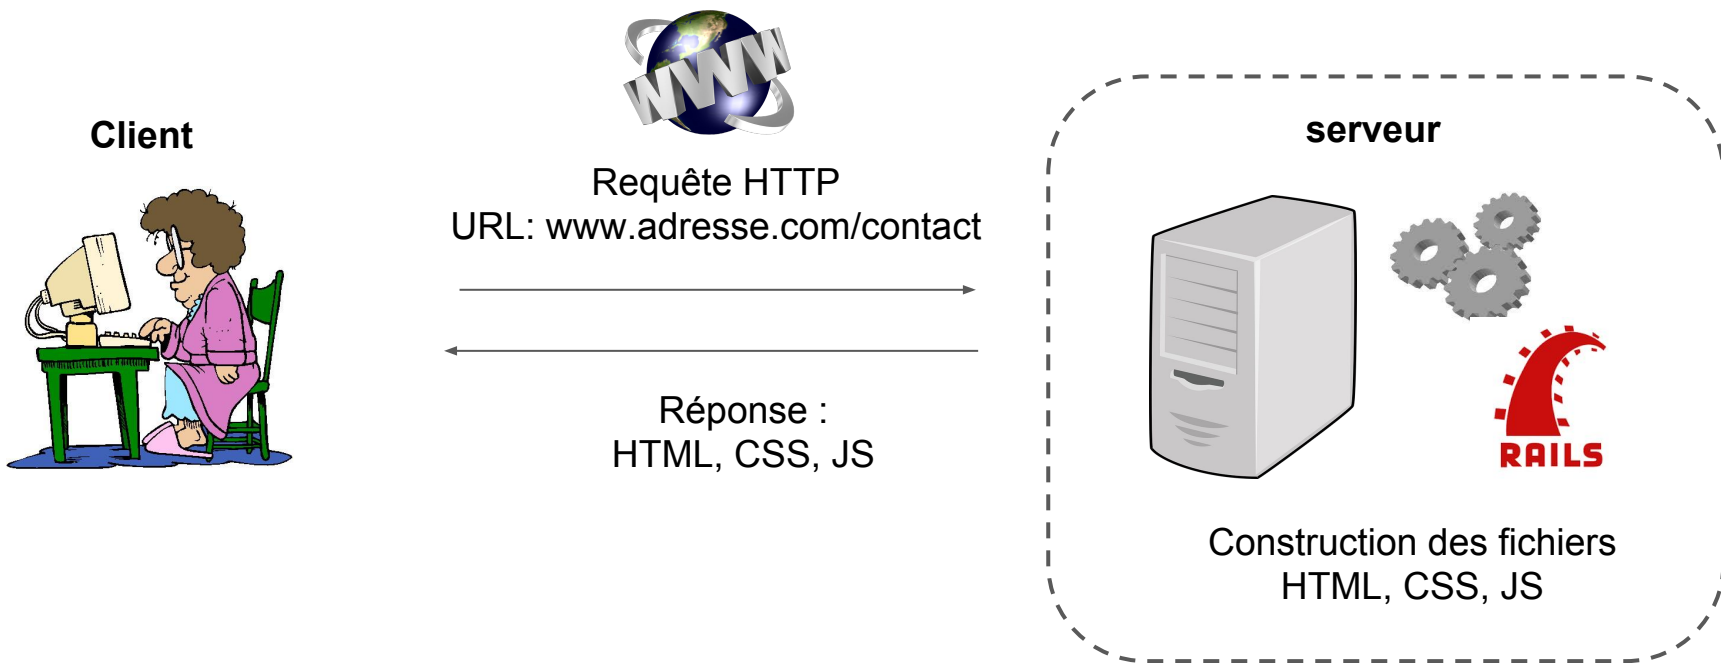 WWW
Client
serveur
Requête HTTP
URL: www.adresse.com/contact
Réponse :
HTML, CSS, JS
RAILS
Construction des fichiers
HTML, CSS, JS